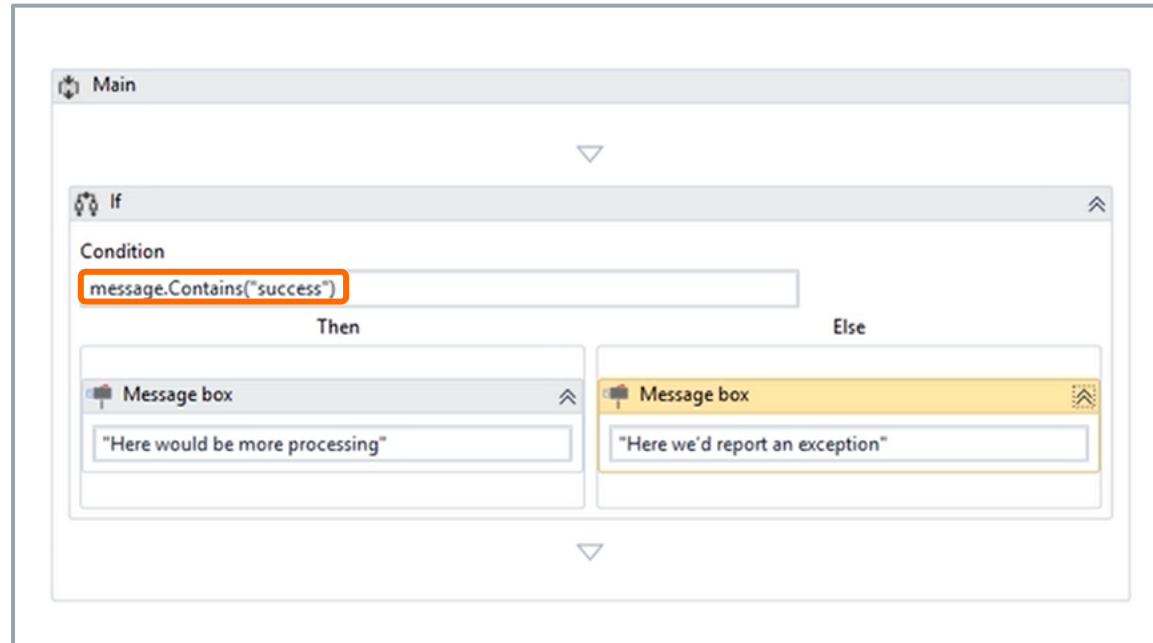 Main
If
Condition
message.Contains("success")
Then
Else
Message box
"Here would be more processing"
Message box
"Here we'd report an exception"